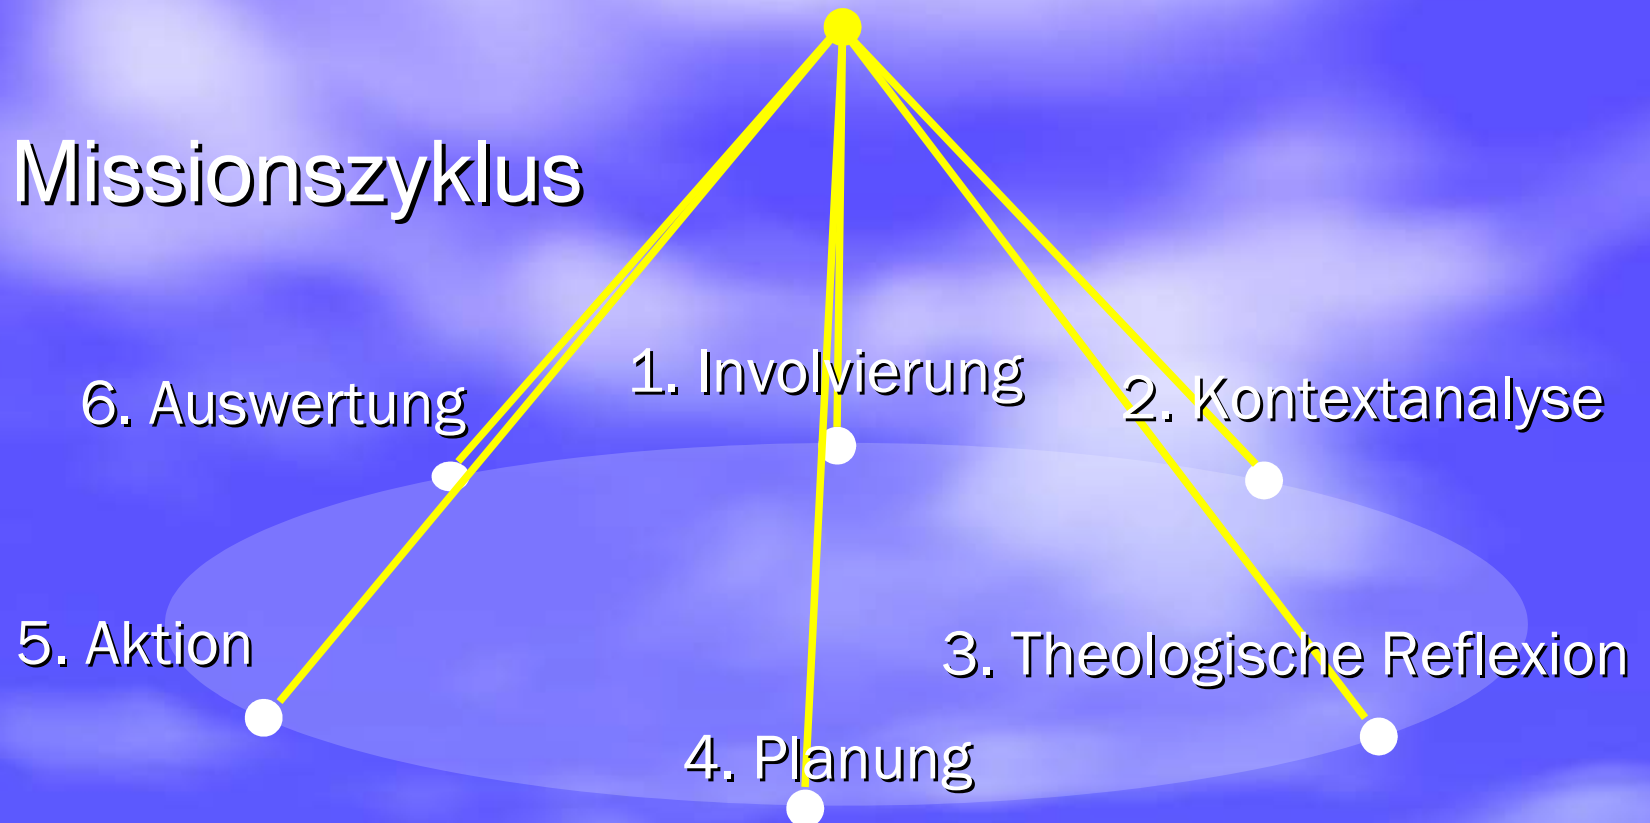 Missionszyklus
1. Involvierung
2. Kontextanalyse
3. Theologische Reflexion
4. Planung
5. Aktion
6. Auswertung